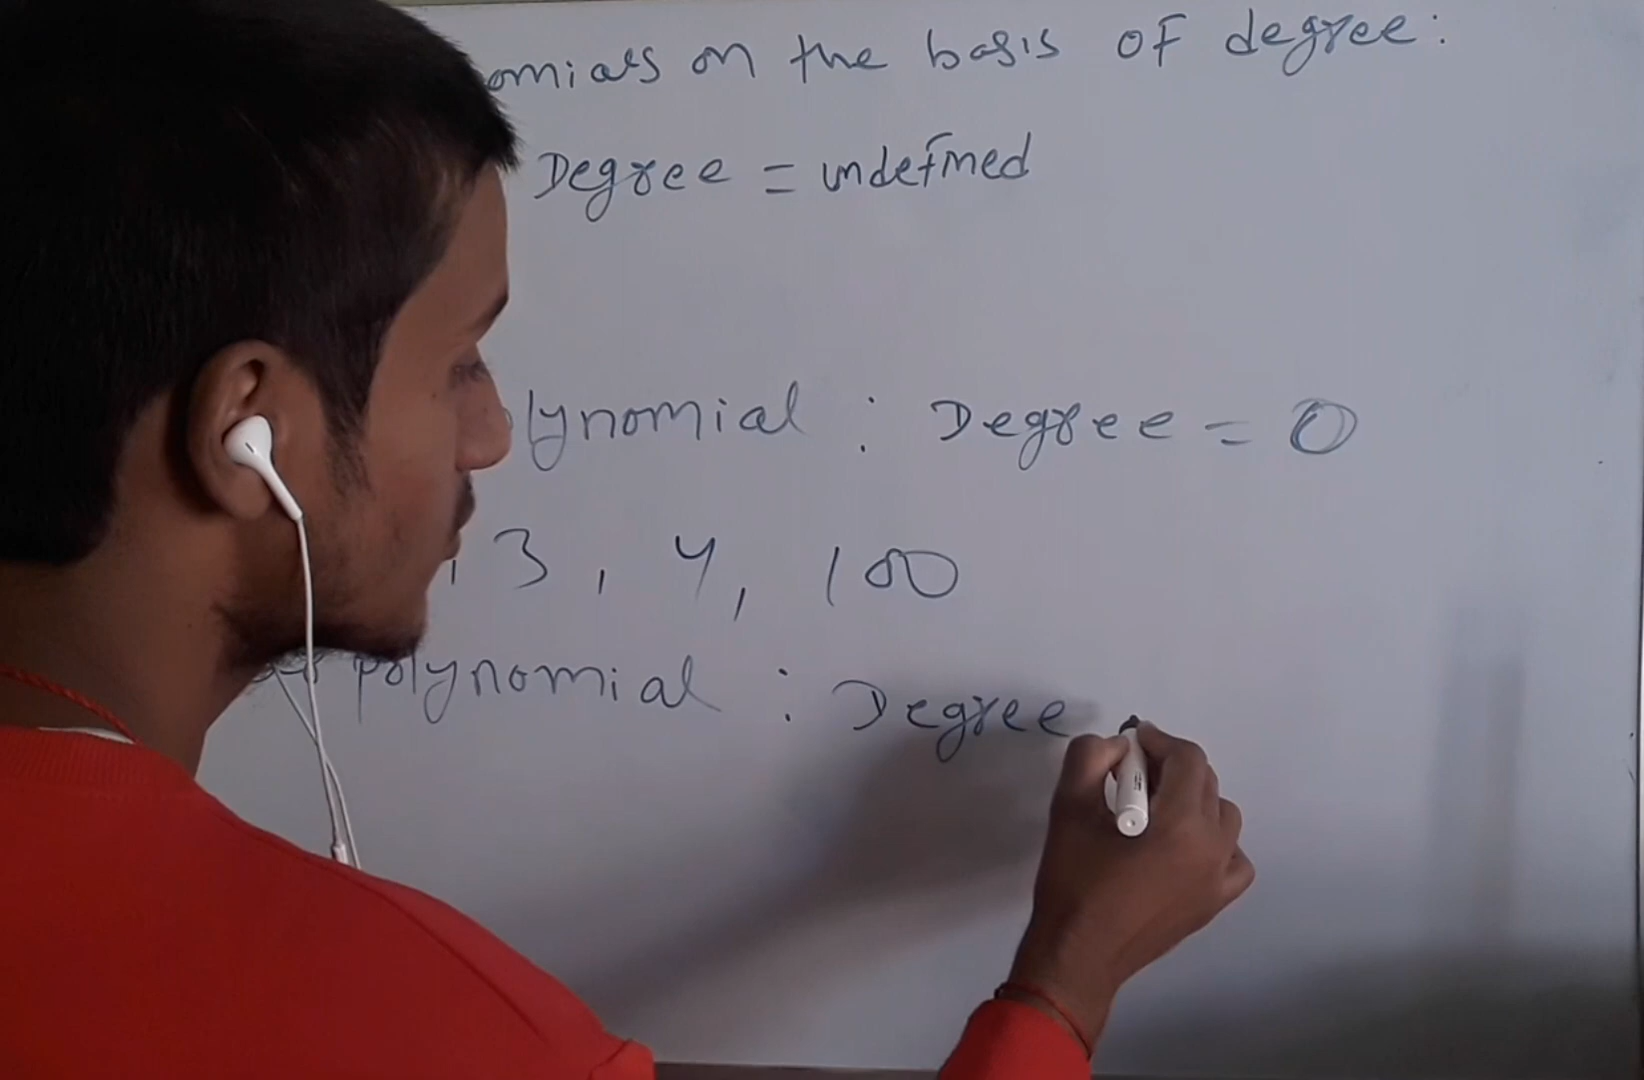 omials on the basis of degree:
Degree = undefined
lynomial : Degree = 0
, 3, 4, 100
polynomial : Degree